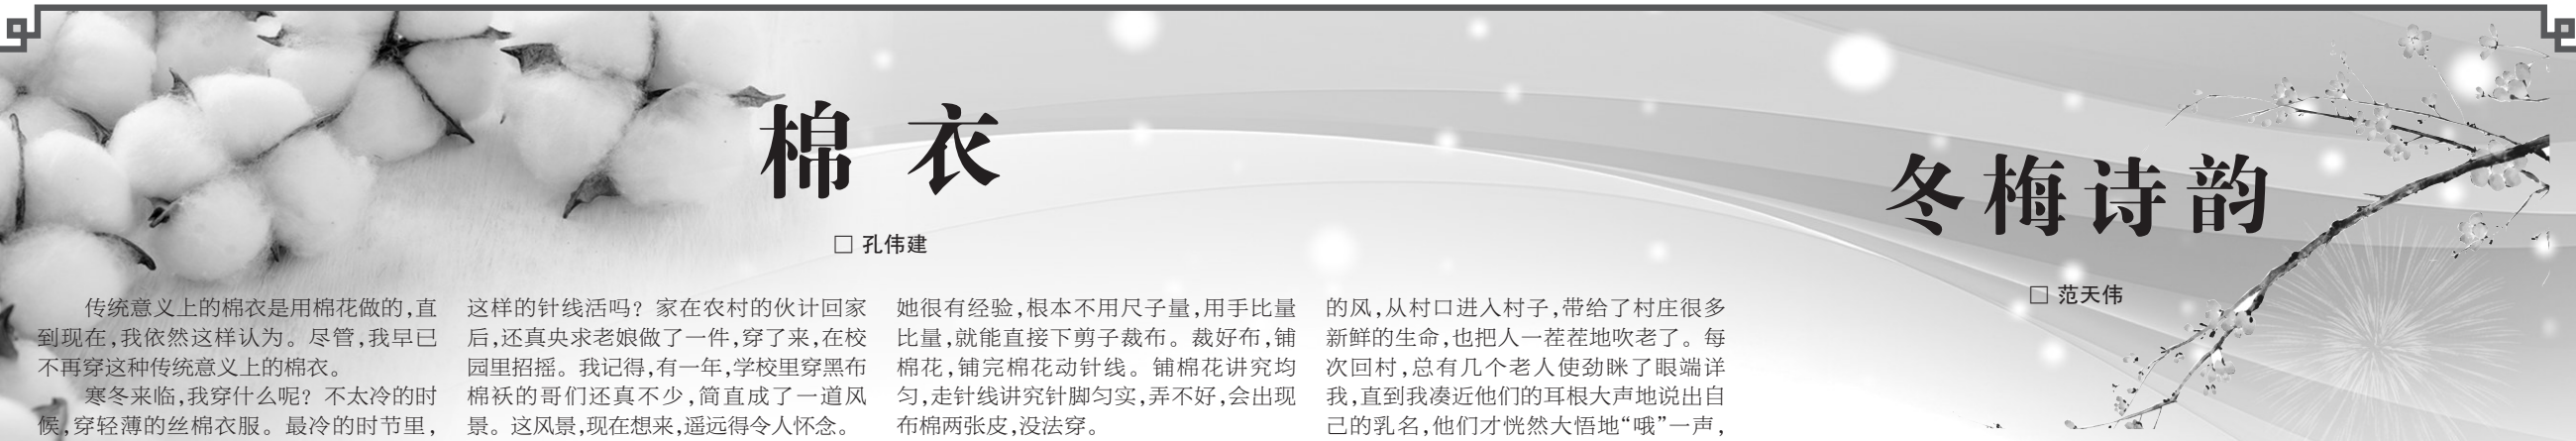 棉 衣
□ 孔伟建
传统意义上的棉衣是用棉花做的,直
到现在,我依然这样认为。尽管,我早已
不再穿这种传统意义上的棉衣。
寒冬来临,我穿什么呢?不太冷的时
候,穿轻薄的丝棉衣服。最冷的时节里,
这样的针线活吗?家在农村的伙计回家
后,还真央求老娘做了一件,穿了来,在校
园里招摇。我记得,有一年,学校里穿黑布
棉袄的哥们还真不少,简直成了一道风
景。这风景,现在想来,遥远得令人怀念。
她很有经验,根本不用尺子量,用手比量
比量,就能直接下剪子裁布。裁好布,铺
棉花,铺完棉花动针线。铺棉花讲究均
匀,走针线讲究针脚匀实,弄不好,会出现
布棉两张皮,没法穿。
的风,从村口进入村子,带给了村庄很多
新鲜的生命,也把人一茬茬地吹老了。每
次回村,总有几个老人使劲眯了眼端详
我,直到我凑近他们的耳根大声地说出自
己的乳名,他们才恍然大悟地“哦”一声,
冬梅诗韵
□ 范天伟